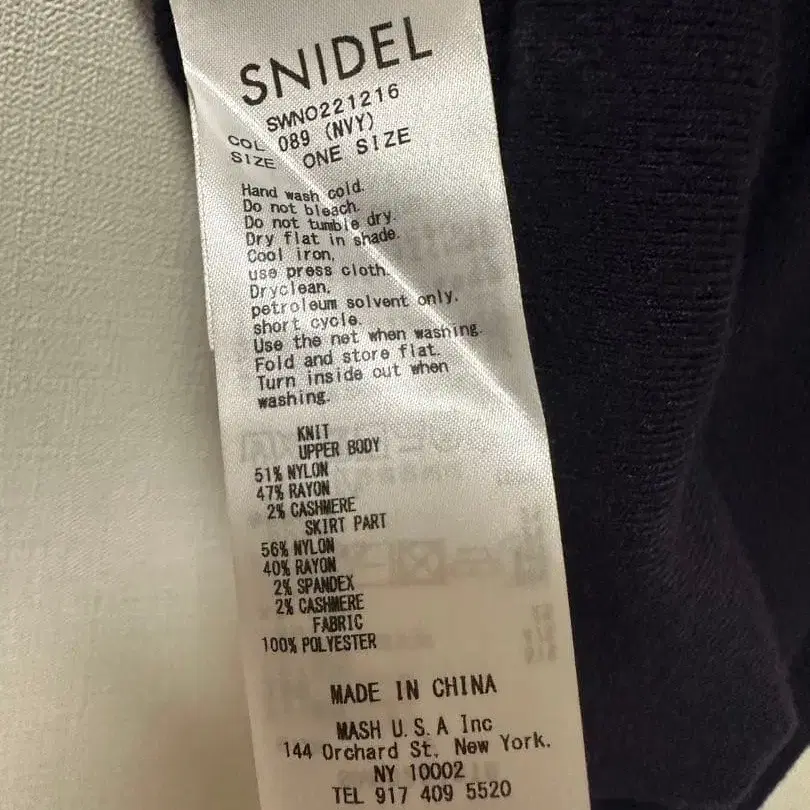 SNIDEL
SWNO221216
COL 089 (NVY)
SIZE ONE SIZE
Hand wash cold.
Do not bleach.
Do not tumble dry.
Dry flat in shade.
Cool iron,
use press cloth.
Dryclean,
petroleum solvent only,
short cycle.
Use the net when washing.
Fold and store flat.
Turn inside out when
washing.
KNIT
UPPER BODY
51% NYLON
47% RAYON
2% CASHMERE
SKIRT PART
56% NYLON
40% RAYON
2% SPANDEX
2% CASHMERE
FABRIC
100% POLYESTER
MADE IN CHINA
MASH U.S.A Inc
144 Orchard St, New York.
NY 10002
TEL 917 409 5520